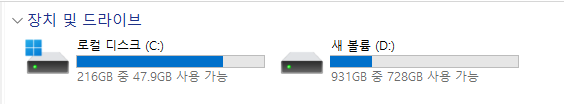 장치 및 드라이브
로컬 디스크 (C:)
216GB 중 47.9GB 사용 가능
새 볼륨 (D:)
931GB 중 728GB 사용 가능